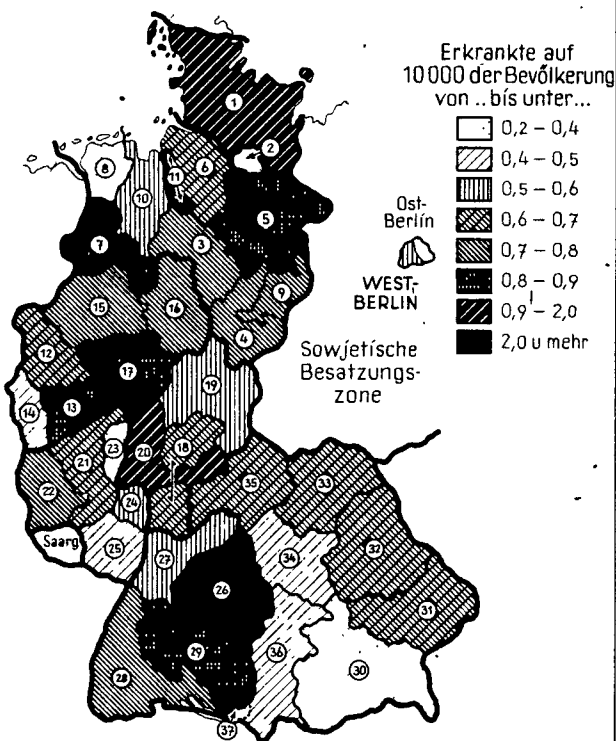 Erkrankte auf
10000 der Bevölkerung
von .. bis unter...
0,2 – 0,4
0,4 – 0,5
0,5 – 0,6
0,6 – 0,7
0,7 – 0,8
0,8 – 0,9
0,9 – 2,0
2,0 u mehr
Ost-
Berlin
WEST-
BERLIN
Sowjetische
Besatzungs-
zone
Saarg.
1
2
8
11
6
10
5
7
3
9
15
16
4
12
17
19
14
13
18
23
20
21
22
24
35
33
25
27
34
32
26
31
29
36
30
28
37